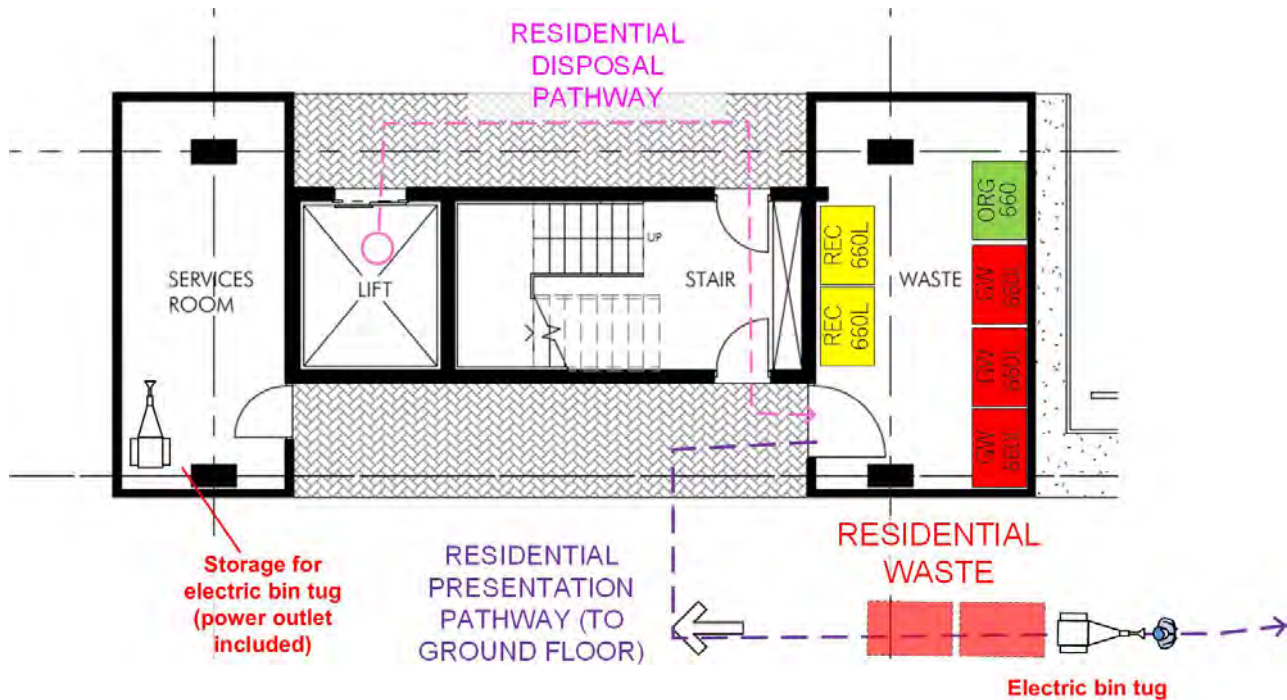 RESIDENTIAL
DISPOSAL
PATHWAY
SERVICES
ROOM
LIFT
UP
STAIR
REC
660L
REC
660L
WASTE
ORG
660
GW
660L
GW
660L
GW
660L
Storage for
electric bin tug
(power outlet
included)
RESIDENTIAL
PRESENTATION
PATHWAY (TO
GROUND FLOOR)
RESIDENTIAL
WASTE
Electric bin tug